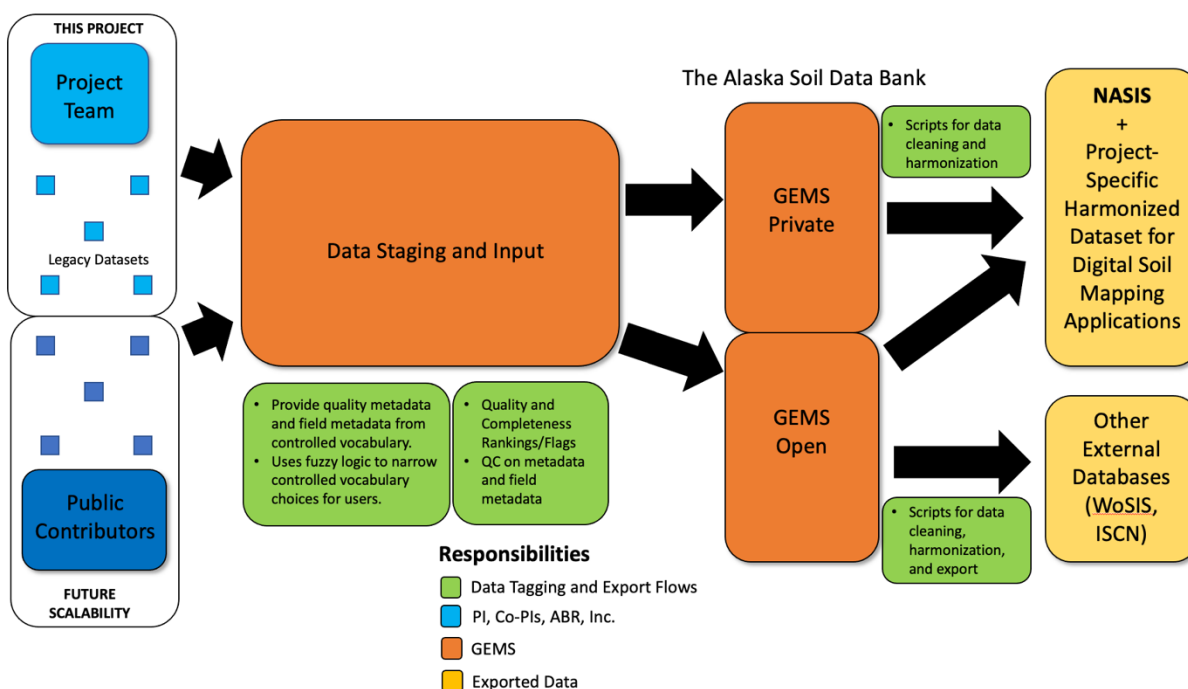 THIS PROJECT
Project
Team
Legacy Datasets
Public
Contributors
FUTURE
SCALABILITY
Data Staging and Input
• Provide quality metadata
and field metadata from
controlled vocabulary.
• Uses fuzzy logic to narrow
controlled vocabulary
choices for users.
• Quality and
Completeness
Rankings/Flags
• QC on metadata
and field
metadata
The Alaska Soil Data Bank
GEMS
Private
GEMS
Open
• Scripts for data
cleaning and
harmonization
• Scripts for data
cleaning,
harmonization,
and export
NASIS
+
Project-
Specific
Harmonized
Dataset for
Digital Soil
Mapping
Applications
Other
External
Databases
(WoSIS,
ISCN)
Responsibilities
Data Tagging and Export Flows
PI, Co-PIs, ABR, Inc.
GEMS
Exported Data